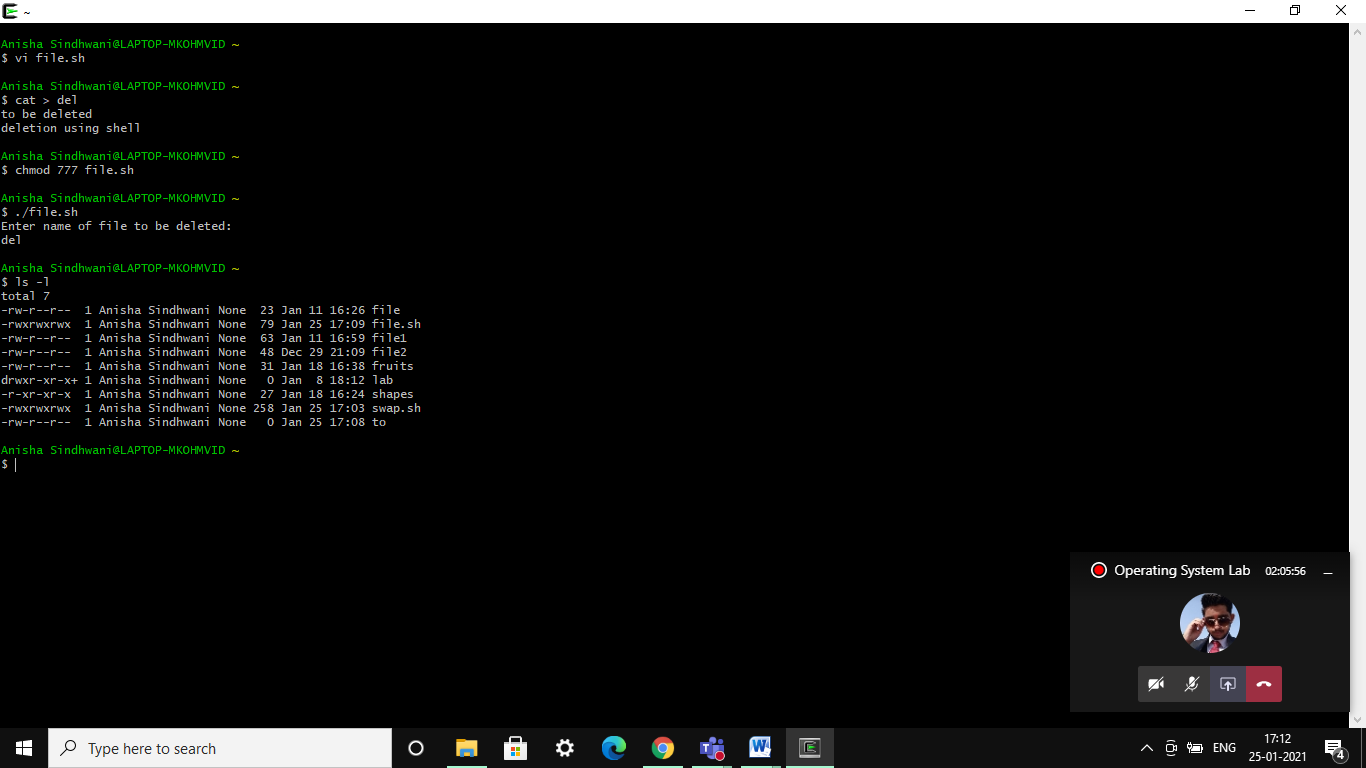 ~
Anisha Sindhwani@LAPTOP-MKOHMVID ~
$ vi file.sh
Anisha Sindhwani@LAPTOP-MKOHMVID ~
$ cat > del
to be deleted
deletion using shell
Anisha Sindhwani@LAPTOP-MKOHMVID ~
$ chmod 777 file.sh
Anisha Sindhwani@LAPTOP-MKOHMVID ~
$ ./file.sh
Enter name of file to be deleted:
del
Anisha Sindhwani@LAPTOP-MKOHMVID ~
$ ls -l
total 7
-rw-r--r--  1 Anisha Sindhwani None  23 Jan 11 16:26 file
-rwxrwxrwx  1 Anisha Sindhwani None  79 Jan 25 17:09 file.sh
-rw-r--r--  1 Anisha Sindhwani None  63 Jan 11 16:59 file1
-rw-r--r--  1 Anisha Sindhwani None  48 Dec 29 21:09 file2
-rw-r--r--  1 Anisha Sindhwani None  31 Jan 18 16:38 fruits
drwxr-xr-x+ 1 Anisha Sindhwani None   0 Jan  8 18:12 lab
-r-xr-xr-x  1 Anisha Sindhwani None  27 Jan 18 16:24 shapes
-rwxrwxrwx  1 Anisha Sindhwani None 258 Jan 25 17:03 swap.sh
-rw-r--r--  1 Anisha Sindhwani None   0 Jan 25 17:08 to
Anisha Sindhwani@LAPTOP-MKOHMVID ~
$
Operating System Lab 02:05:56
Type here to search
ENG
17:12
25-01-2021
4